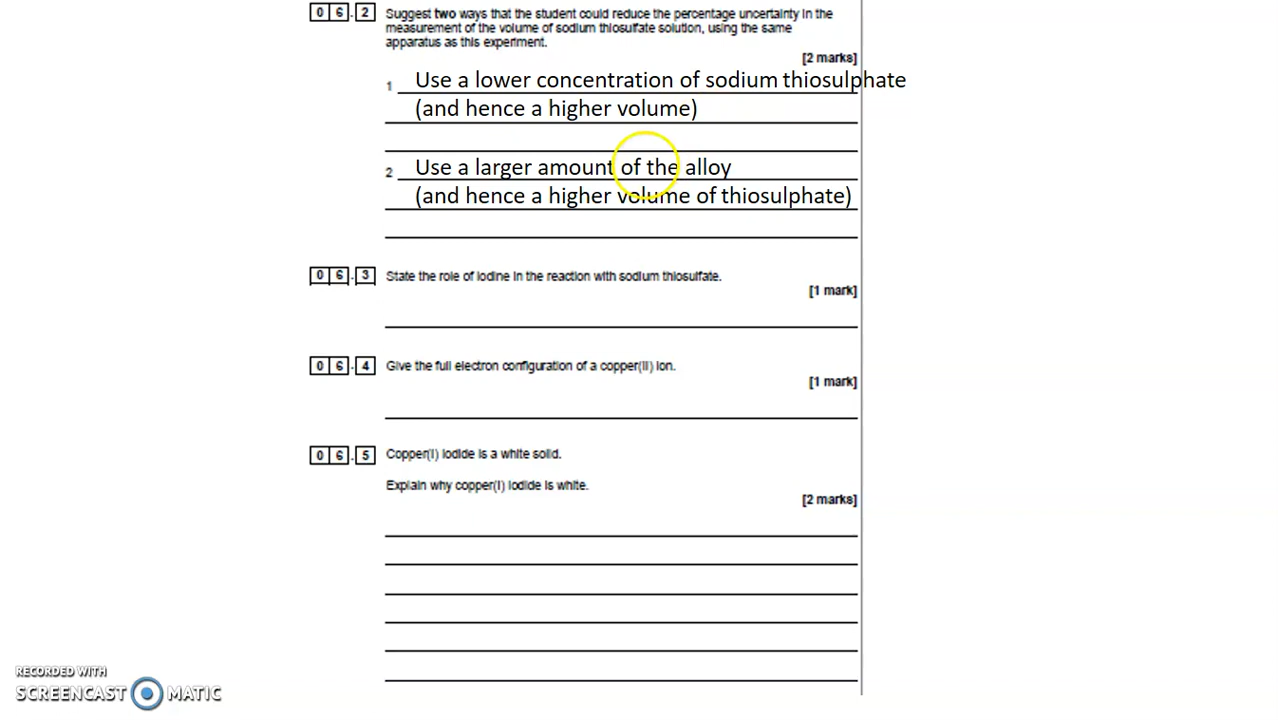 0 6 . 2 Suggest two ways that the student could reduce the percentage uncertainty in the
measurement of the volume of sodium thiosulfate solution, using the same
apparatus as this experiment.
[2 marks]
1 Use a lower concentration of sodium thiosulphate
(and hence a higher volume)
2 Use a larger amount of the alloy
(and hence a higher volume of thiosulphate)
0 6 . 3 State the role of iodine in the reaction with sodium thiosulfate.
[1 mark]
0 6 . 4 Give the full electron configuration of a copper(II) ion.
[1 mark]
0 6 . 5 Copper(I) iodide is a white solid.
Explain why copper(I) iodide is white.
[2 marks]
RECORDED WITH
SCREENCAST MATIC